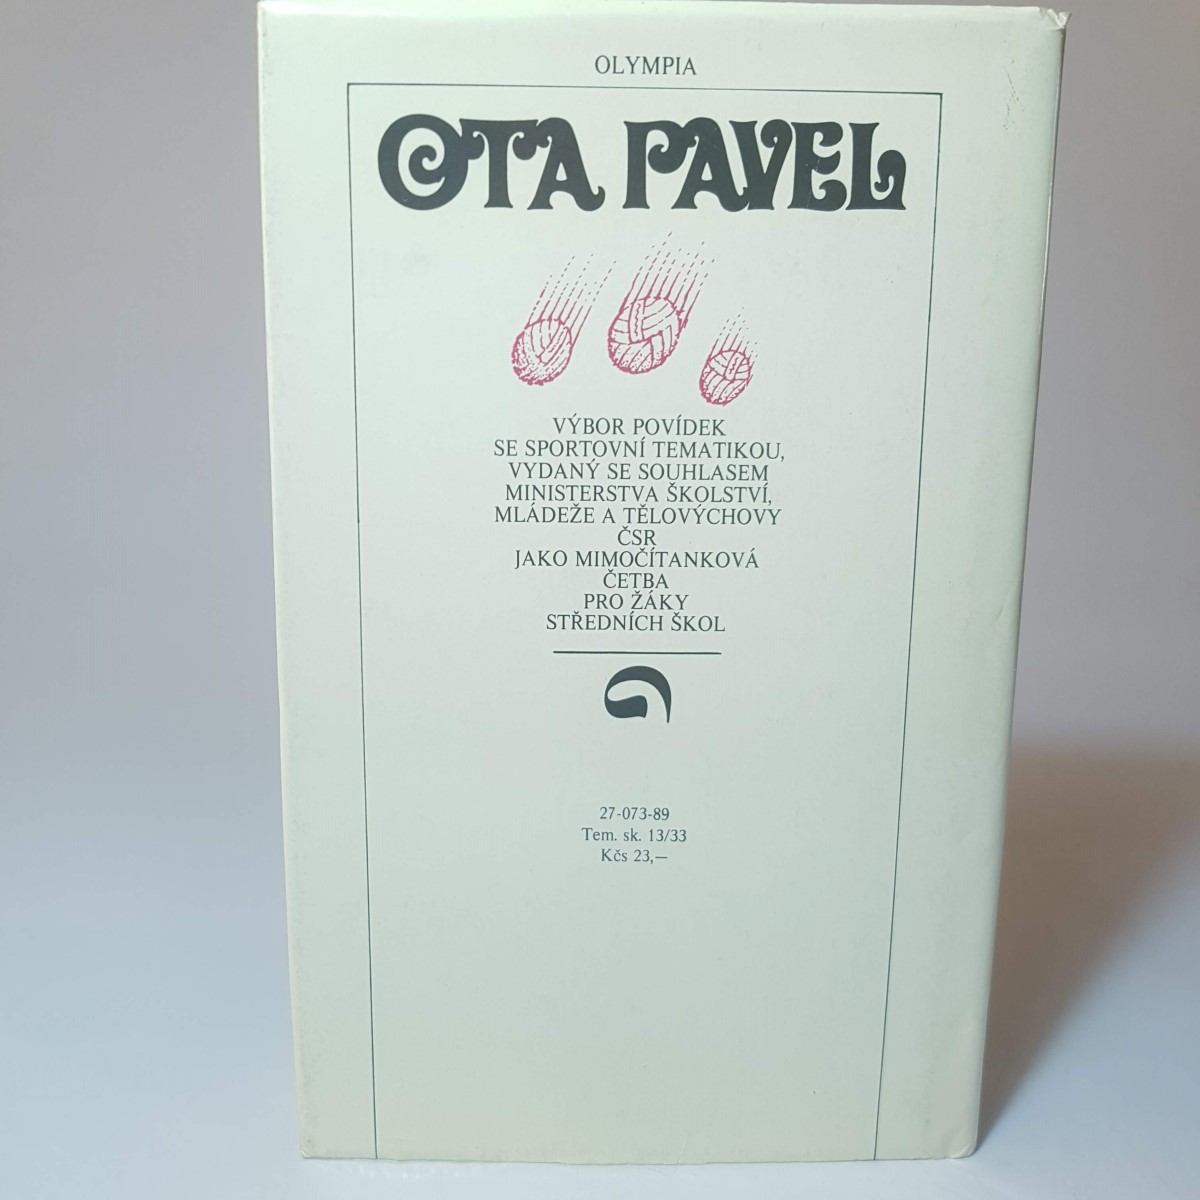 OLYMPIA
OTA PAVEL
VÝBOR POVÍDEK
SE SPORTOVNÍ TEMATIKOU,
VYDANÝ SE SOUHLASEM
MINISTERSTVA ŠKOLSTVÍ,
MLÁDEŽE A TĚLOVÝCHOVY
ČSR
JAKO MIMOČÍTANKOVÁ
ČETBA
PRO ŽÁKY
STŘEDNÍCH ŠKOL
27-073-89
Tem. sk. 13/33
Kčs 23,—